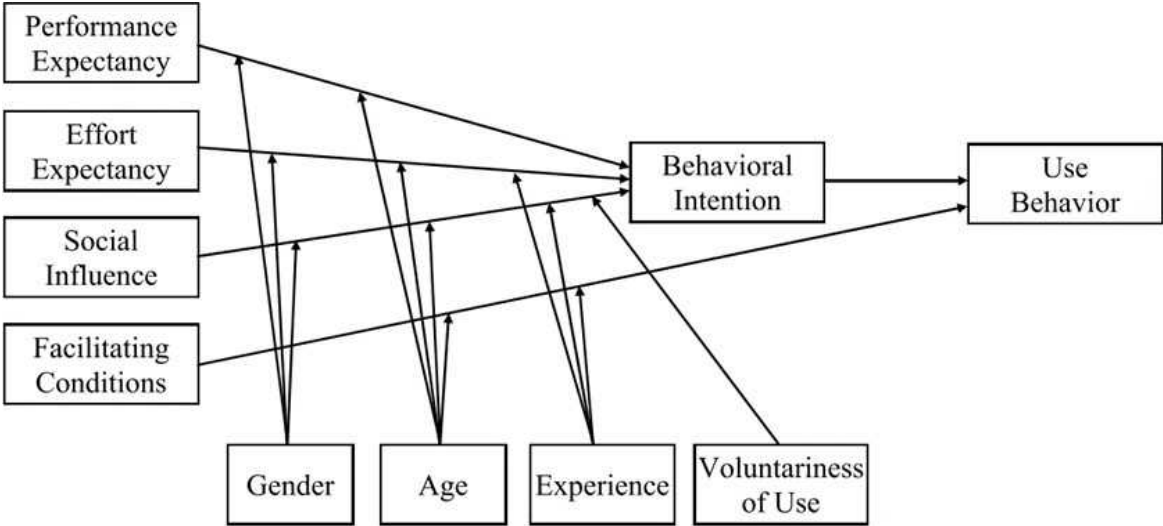 Performance
Expectancy
Effort
Expectancy
Social
Influence
Facilitating
Conditions
Behavioral
Intention
Use
Behavior
Gender
Age
Experience
Voluntariness
of Use